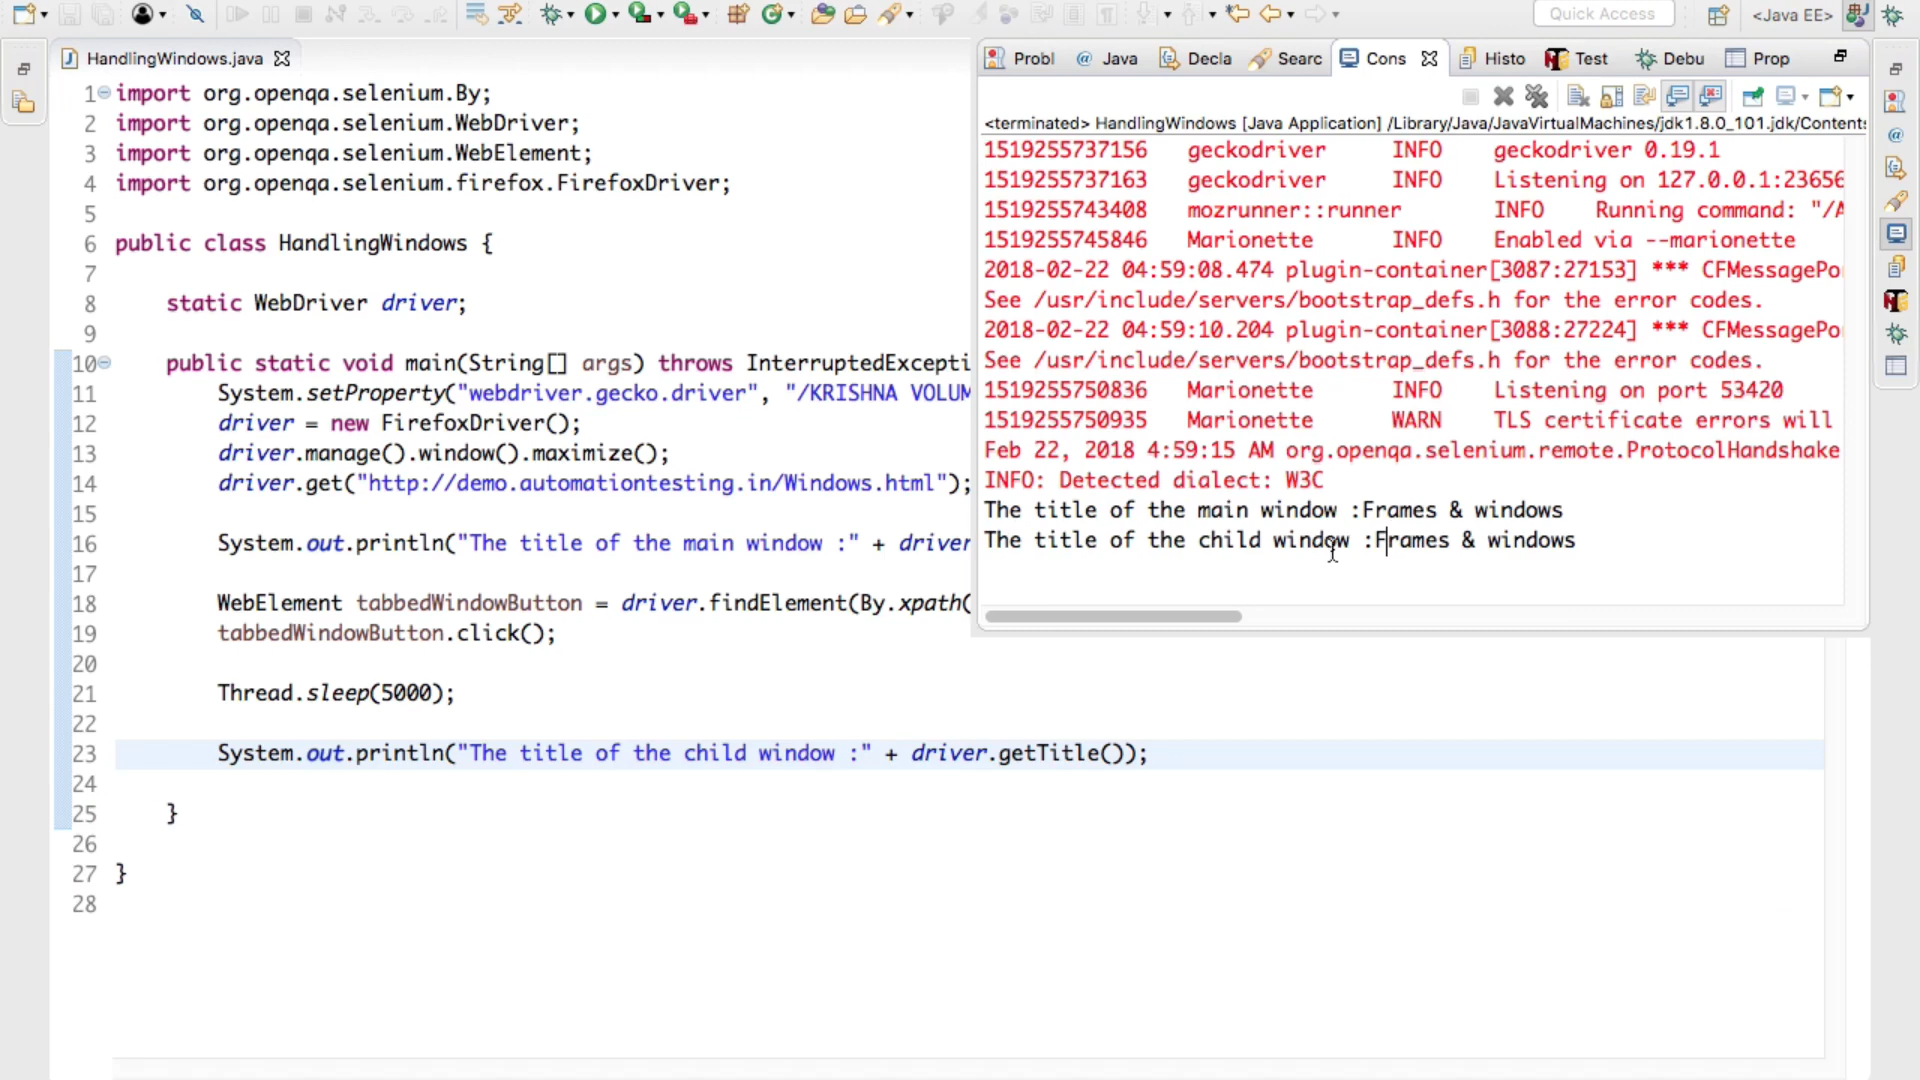 Quick Access
<Java EE>
HandlingWindows.java
1 import org.openqa.selenium.By;
2 import org.openqa.selenium.WebDriver;
3 import org.openqa.selenium.WebElement;
4 import org.openqa.selenium.firefox.FirefoxDriver;
5
6 public class HandlingWindows {
7
8 static WebDriver driver;
9
10 public static void main(String[] args) throws InterruptedExcepti
11 System.setProperty("webdriver.gecko.driver", "/KRISHNA VOLUM
12 driver = new FirefoxDriver();
13 driver.manage().window().maximize();
14 driver.get("http://demo.automationtesting.in/Windows.html");
15
16 System.out.println("The title of the main window :" + driver
17
18 WebElement tabbedWindowButton = driver.findElement(By.xpath(
19 tabbedWindowButton.click();
20
21 Thread.sleep(5000);
22
23 System.out.println("The title of the child window :" + driver.getTitle());
24
25 }
26
27 }
28
Probl Java Decla Searc Cons Histo Test Debu Prop
<terminated> HandlingWindows [Java Application] /Library/Java/JavaVirtualMachines/jdk1.8.0_101.jdk/Contents
1519255737156 geckodriver INFO geckodriver 0.19.1
1519255737163 geckodriver INFO Listening on 127.0.0.1:23656
1519255743408 mozrunner::runner INFO Running command: "/A
1519255745846 Marionette INFO Enabled via --marionette
2018-02-22 04:59:08.474 plugin-container[3087:27153] *** CFMessagePo
See /usr/include/servers/bootstrap_defs.h for the error codes.
2018-02-22 04:59:10.204 plugin-container[3088:27224] *** CFMessagePo
See /usr/include/servers/bootstrap_defs.h for the error codes.
1519255750836 Marionette INFO Listening on port 53420
1519255750935 Marionette WARN TLS certificate errors will
Feb 22, 2018 4:59:15 AM org.openqa.selenium.remote.ProtocolHandshake
INFO: Detected dialect: W3C
The title of the main window :Frames & windows
The title of the child window :Frames & windows